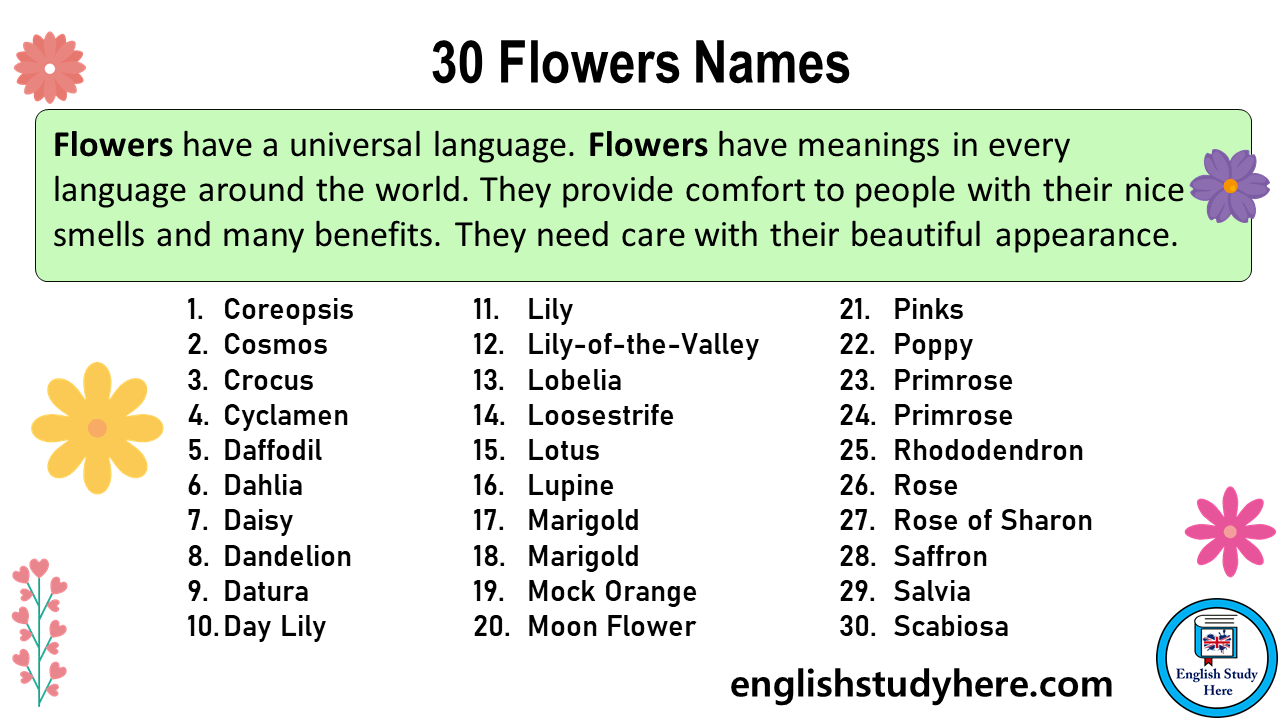 30 Flowers Names
Flowers have a universal language. Flowers have meanings in every
language around the world. They provide comfort to people with their nice
smells and many benefits. They need care with their beautiful appearance.
1. Coreopsis
2. Cosmos
3. Crocus
4. Cyclamen
5. Daffodil
6. Dahlia
7. Daisy
8. Dandelion
9. Datura
10. Day Lily
11. Lily
12. Lily-of-the-Valley
13. Lobelia
14. Loosestrife
15. Lotus
16. Lupine
17. Marigold
18. Marigold
19. Mock Orange
20. Moon Flower
21. Pinks
22. Poppy
23. Primrose
24. Primrose
25. Rhododendron
26. Rose
27. Rose of Sharon
28. Saffron
29. Salvia
30. Scabiosa
englishstudyhere.com
English Study
Here